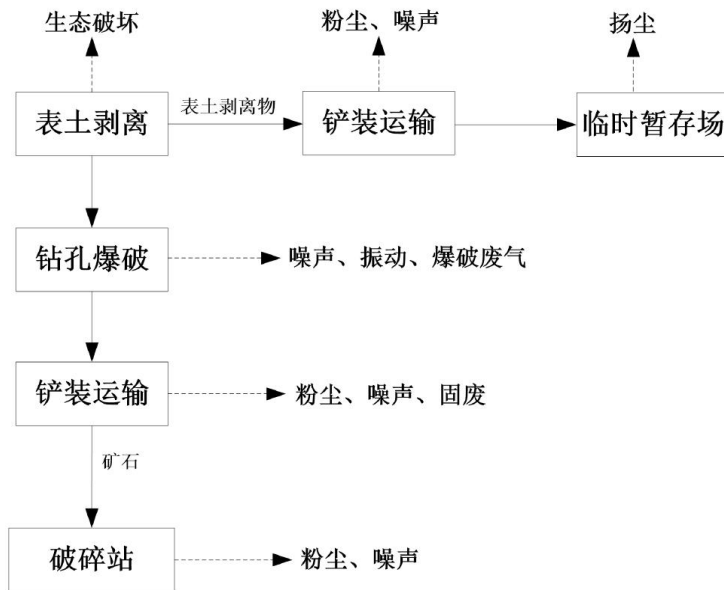 生态破坏
粉尘、噪声
扬尘
表土剥离
表土剥离物
铲装运输
临时暂存场
钻孔爆破
噪声、振动、爆破废气
铲装运输
粉尘、噪声、固废
矿石
破碎站
粉尘、噪声